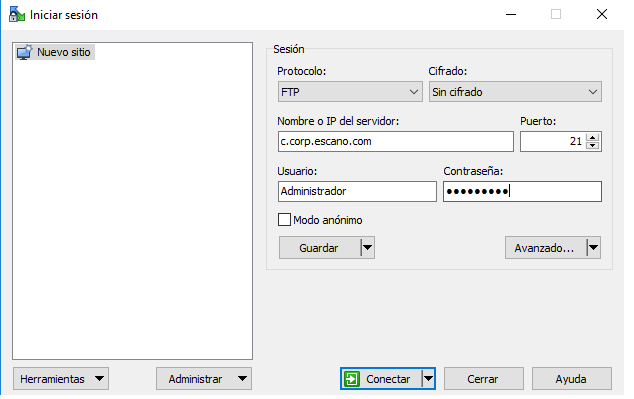 Iniciar sesión
Nuevo sitio
Sesión
Protocolo: Cifrado:
FTP Sin cifrado
Nombre o IP del servidor: Puerto:
c.corp.escano.com 21
Usuario: Contraseña:
Administrador ●●●●●●●●●
Modo anónimo
Guardar Avanzado...
Herramientas Administrar Conectar Cerrar Ayuda